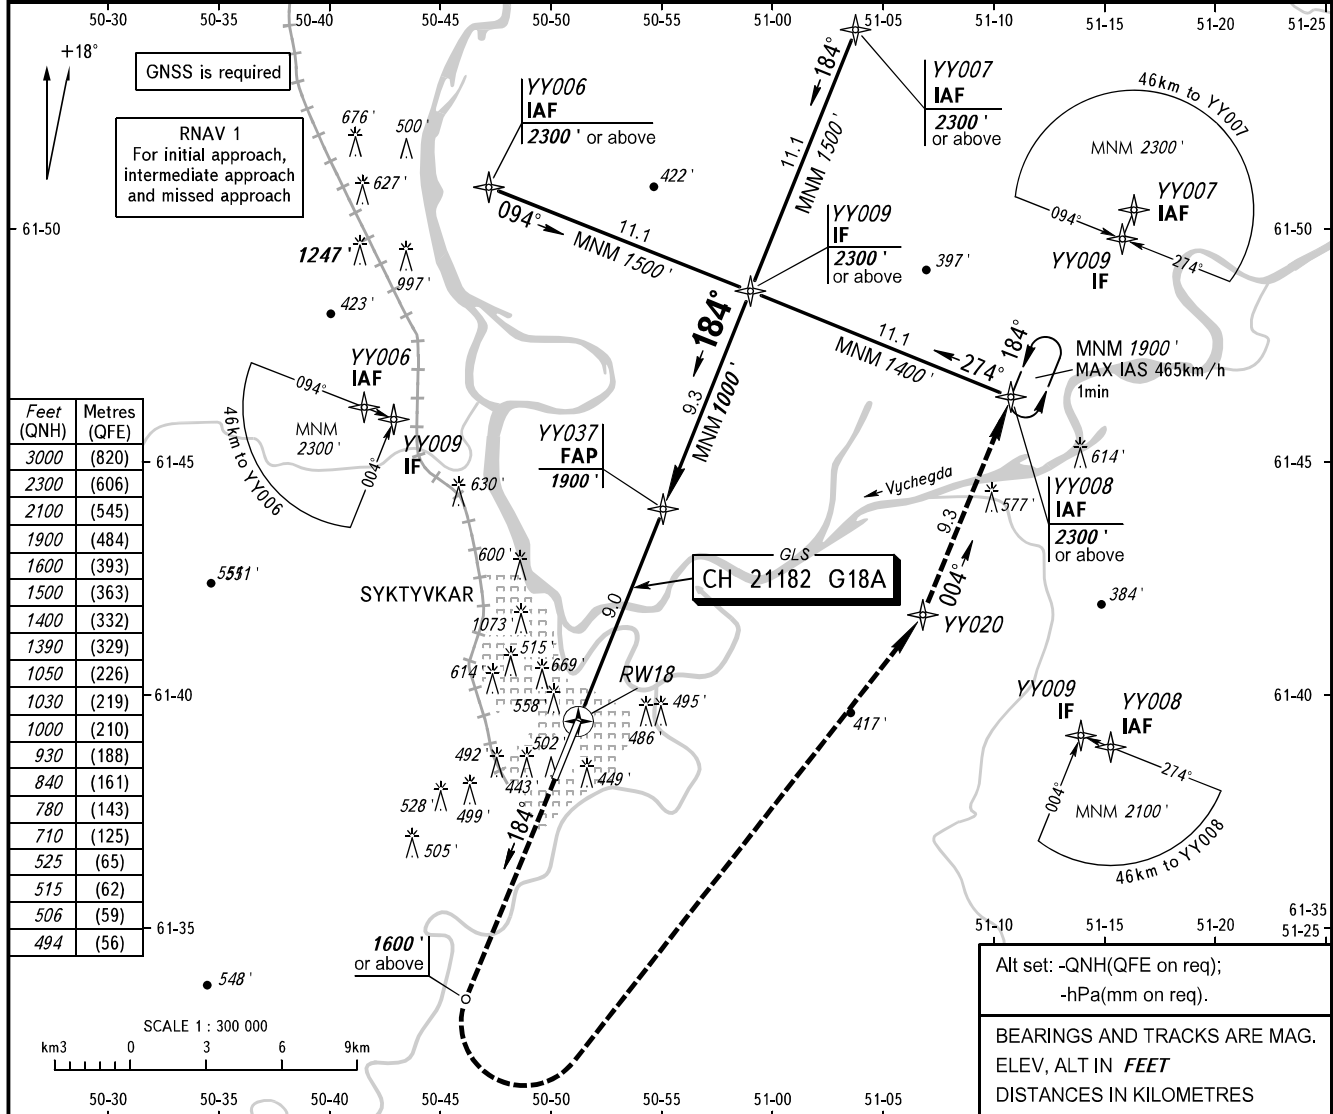 50-30 50-35 50-40 50-45 50-50 50-55 51-00 51-05 51-10 51-15 51-20 51-25
+18°
GNSS is required
RNAV 1
For initial approach,
intermediate approach
and missed approach
676'
500'
627'
1247'
997'
423'
61-50
YY006
IAF
2300' or above
094°
11.1
MNM 1500'
422'
184°
11.1
MNM 1500'
YY007
IAF
2300'
or above
YY009
IF
2300'
or above
397'
46km to YY007
MNM 2300'
YY007
IAF
094°
YY009
IF
274°
61-50
184°
9.3
MNM 1000'
11.1
MNM 1400'
274°
184°
MNM 1900'
MAX IAS 465km/h
1min
YY006
IAF
094°
MNM
2300'
004°
46km to YY006
YY009
IF
Feet (QNH) Metres (QFE)
3000 (820)
2300 (606)
2100 (545)
1900 (484)
1600 (393)
1500 (363)
1400 (332)
1390 (329)
1050 (226)
1030 (219)
1000 (210)
930 (188)
840 (161)
780 (143)
710 (125)
525 (65)
515 (62)
506 (59)
494 (56)
61-45
YY037
FAP
1900'
630'
Vychegda
614'
577'
61-45
YY008
IAF
2300'
or above
9.3
004°
YY020
384'
GLS
CH 21182 G18A
9.0
600'
SYKTYVKAR
1073'
515'
614
669'
558'
RW18
495'
486'
417'
61-40
61-40
492'
502'
443'
449'
528'
499'
505'
184°
YY009
IF
YY008
IAF
274°
004°
MNM 2100'
46km to YY008
61-35
1600'
or above
548'
SCALE 1 : 300 000
km3 0 3 6 9km
51-10 51-15 51-20 51-25
61-35
Alt set: -QNH(QFE on req);
-hPa(mm on req).
BEARINGS AND TRACKS ARE MAG.
ELEV, ALT IN FEET
DISTANCES IN KILOMETRES
50-30 50-35 50-40 50-45 50-50 50-55 51-00 51-05